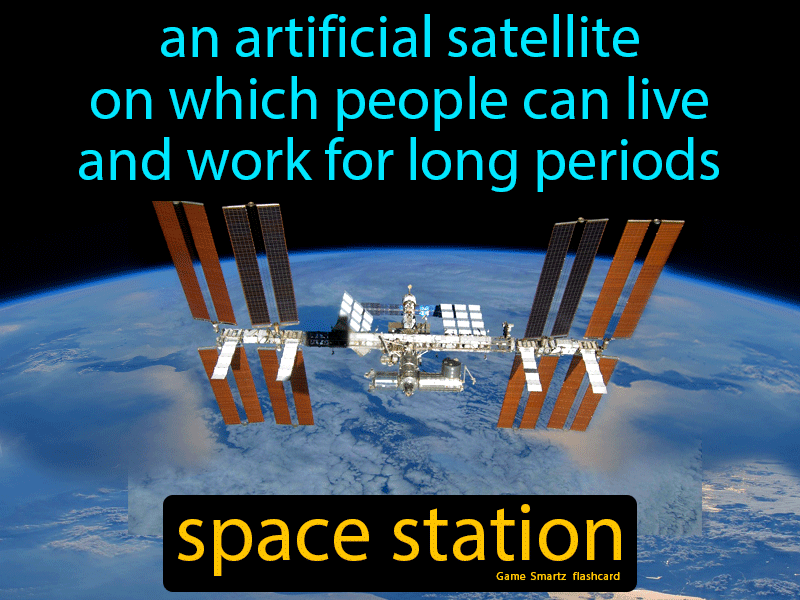 an artificial satellite
on which people can live
and work for long periods
space station
Game Smartz flashcard